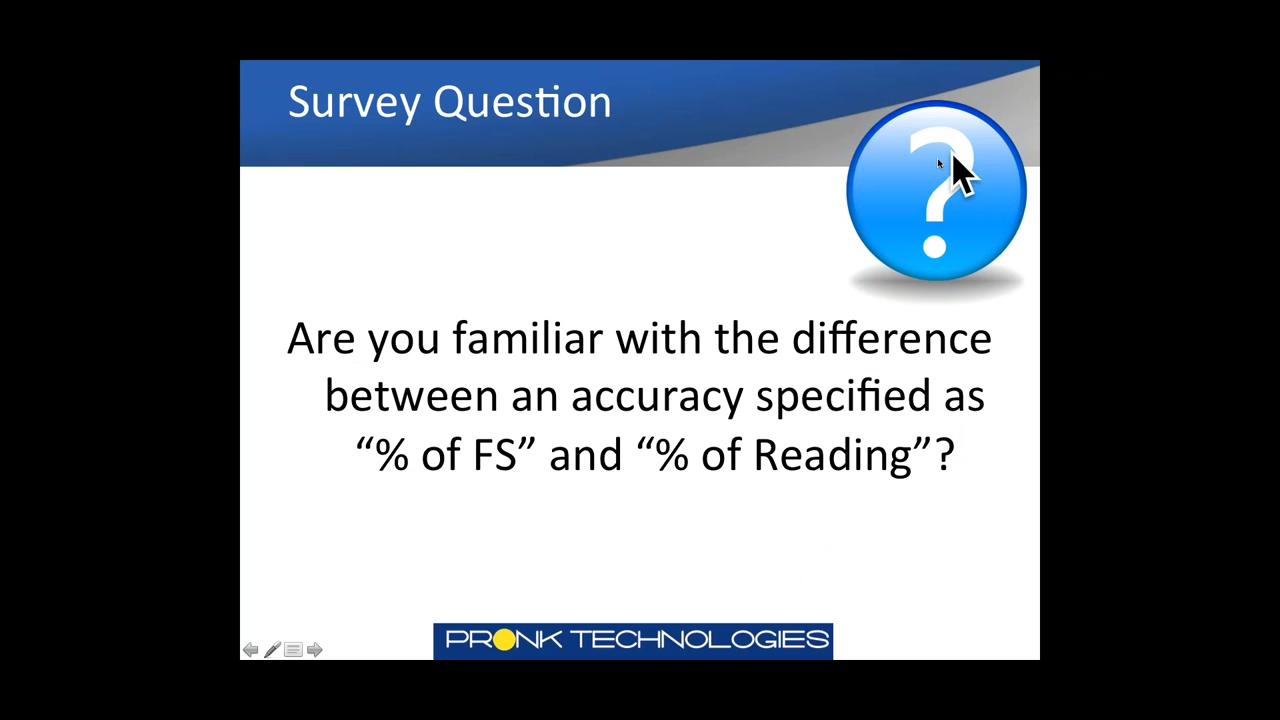 Survey Question
?
Are you familiar with the difference
between an accuracy specified as
“% of FS” and “% of Reading”?
PRONK TECHNOLOGIES